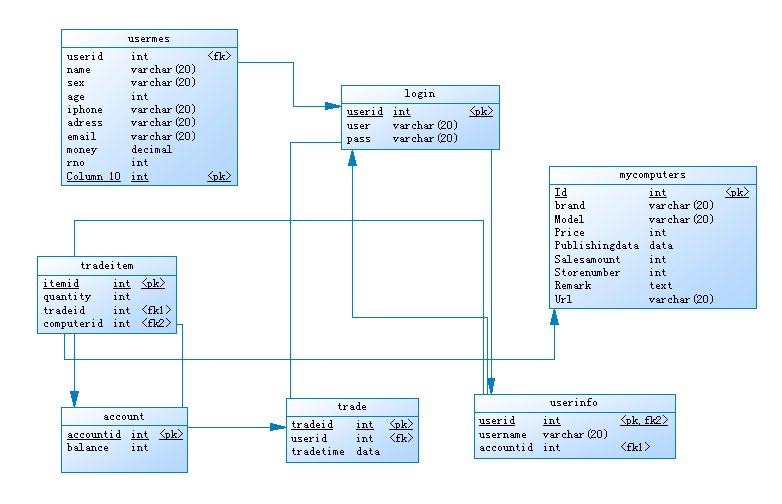 usermes
userid int <fk>
name varchar(20)
sex varchar(20)
age int
iphone varchar(20)
adress varchar(20)
email varchar(20)
money decimal
rno int
Column_10 int <pk>
login
userid int <pk>
user varchar(20)
pass varchar(20)
mycomputers
Id int <pk>
brand varchar(20)
Model varchar(20)
Price int
Publishingdata data
Salesamount int
Storenumber int
Remark text
Url varchar(20)
tradeitem
itemid int <pk>
quantity int
tradeid int <fk1>
computerid int <fk2>
account
accountid int <pk>
balance int
trade
tradeid int <pk>
userid int <fk>
tradetime data
userinfo
userid int <pk,fk2>
username varchar(20)
accountid int <fk1>